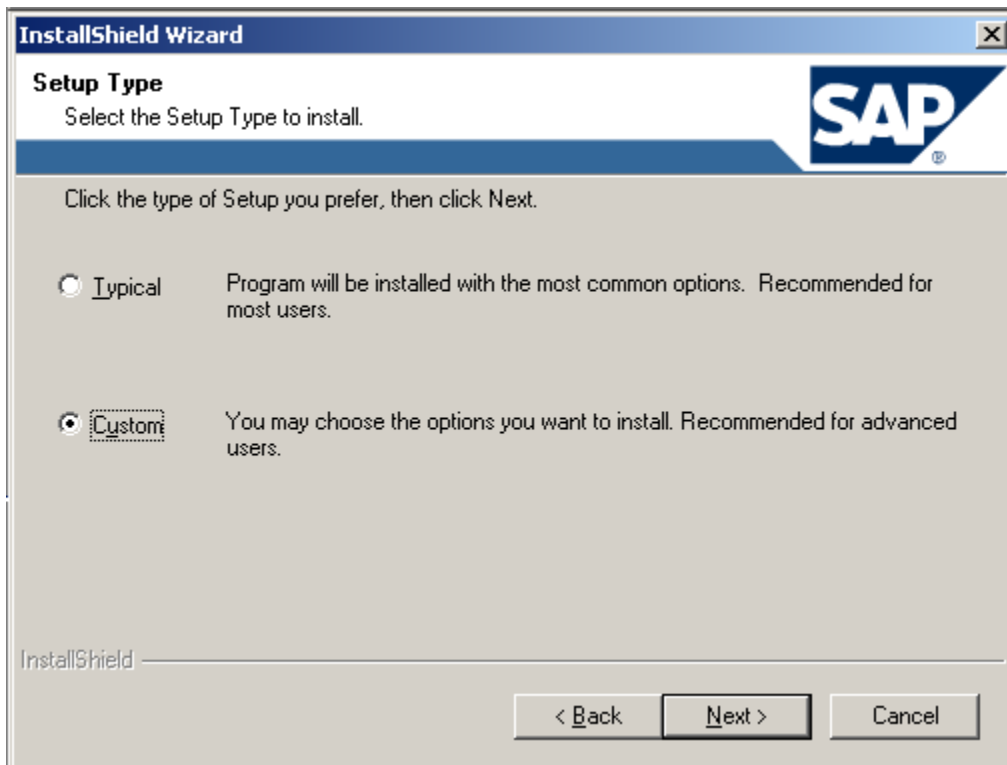 InstallShield Wizard
Setup Type
Select the Setup Type to install.
SAP
®
Click the type of Setup you prefer, then click Next.
Typical
Program will be installed with the most common options.  Recommended for
most users.
Custom
You may choose the options you want to install. Recommended for advanced
users.
InstallShield
< Back
Next >
Cancel